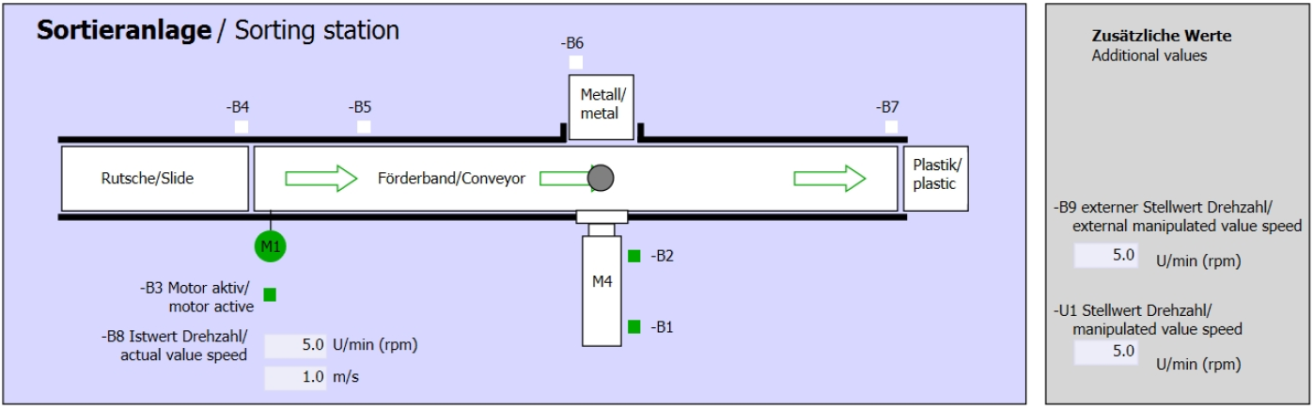 Sortieranlage / Sorting station
-B6
-B4
-B5
Metall/
metal
-B7
Rutsche/Slide
Förderband/Conveyor
Plastik/
plastic
M1
-B3 Motor aktiv/
motor active
-B8 Istwert Drehzahl/
actual value speed
5.0 U/min (rpm)
1.0 m/s
-B2
M4
-B1
Zusätzliche Werte
Additional values
-B9 externer Stellwert Drehzahl/
external manipulated value speed
5.0 U/min (rpm)
-U1 Stellwert Drehzahl/
manipulated value speed
5.0 U/min (rpm)